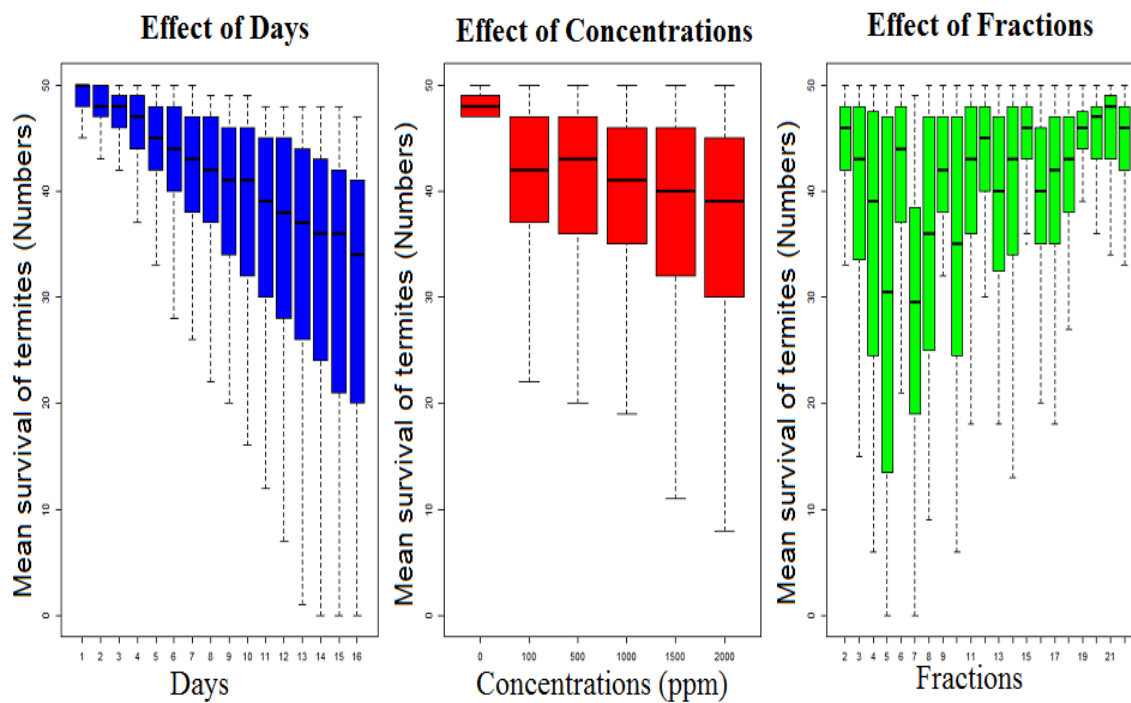 Effect of Days
Effect of Concentrations
Effect of Fractions
Mean survival of termites (Numbers)
0
10
20
30
40
50
1 2 3 4 5 6 7 8 9 10 11 12 13 14 15 16
Days
Mean survival of termites (Numbers)
0
10
20
30
40
50
0 100 500 1000 1500 2000
Concentrations (ppm)
Mean survival of termites (Numbers)
0
10
20
30
40
50
2 3 4 5 6 7 8 9 11 13 15 17 19 21
Fractions